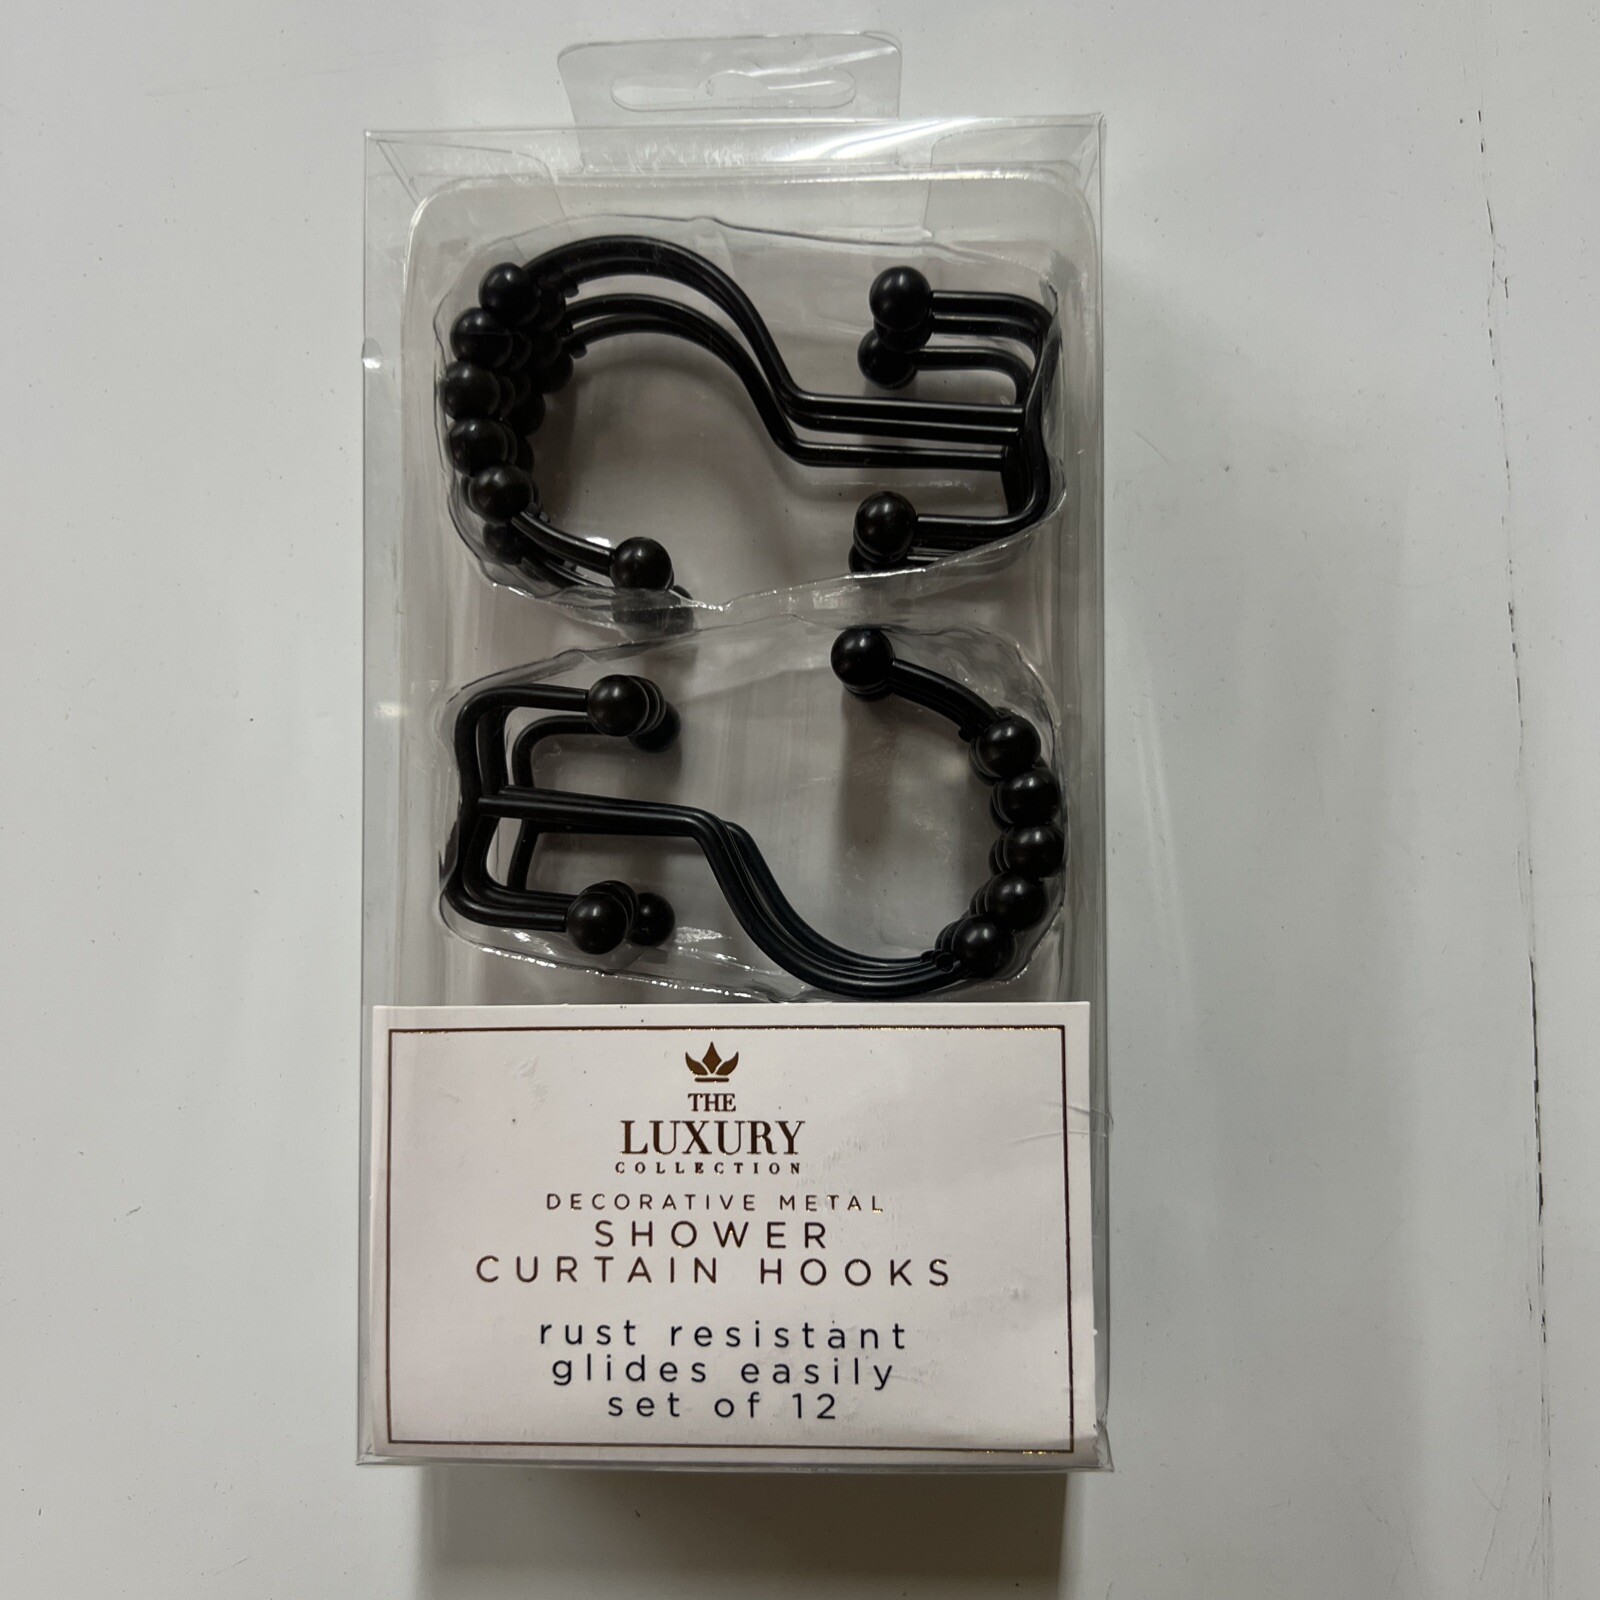 THE
LUXURY
COLLECTION
DECORATIVE METAL
SHOWER
CURTAIN HOOKS
rust resistant
glides easily
set of 12